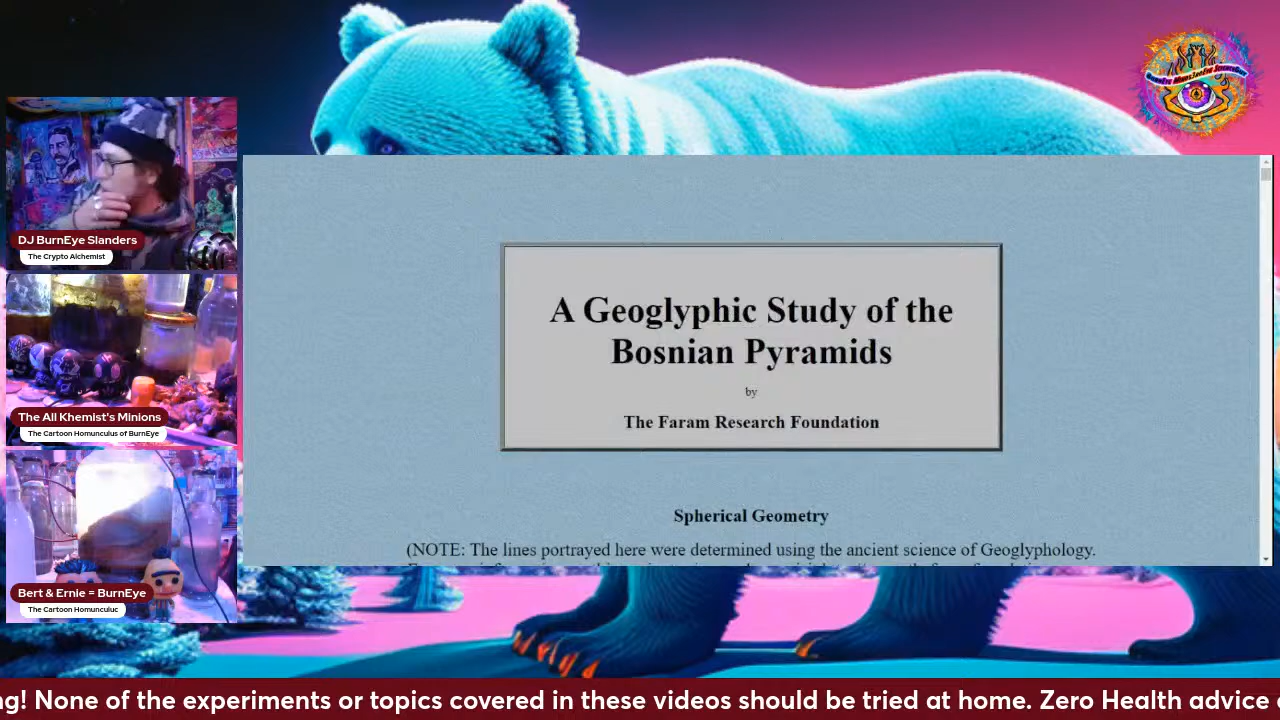 DJ BurnEye Slanders
The Crypto Alchemist
The All Khemist's Minions
The Cartoon Homunculus of BurnEye
Bert & Ernie = BurnEye
The Cartoon Homunculuc
A Geoglyphic Study of the
Bosnian Pyramids
by
The Faram Research Foundation
Spherical Geometry
(NOTE: The lines portrayed here were determined using the ancient science of Geoglyphology.
ng! None of the experiments or topics covered in these videos should be tried at home. Zero Health advice